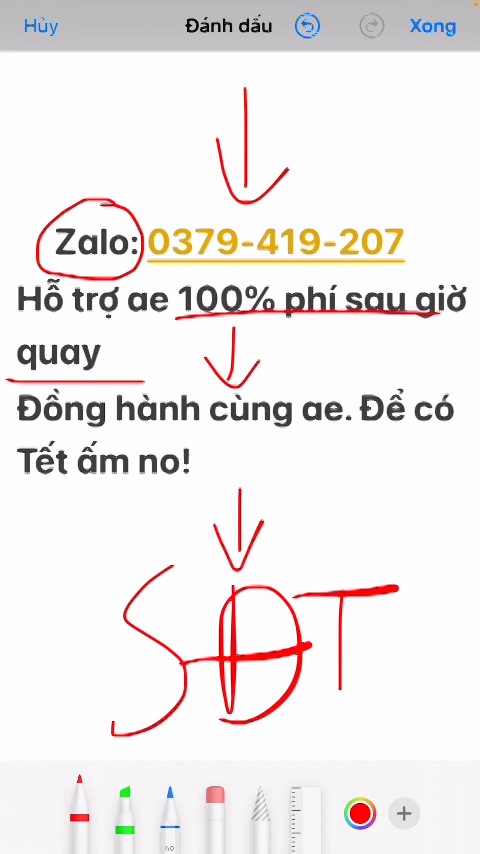 Hủy
Đánh dấu
Xong
Zalo: 0379-419-207
Hỗ trợ ae 100% phí sau giờ
quay
Đồng hành cùng ae. Để có
Tết ấm no!
SĐT